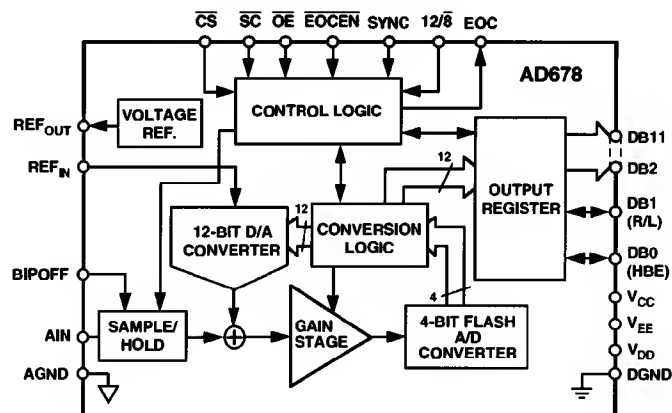 CS SC OE EOCEN SYNC 12/8 EOC
AD678
CONTROL LOGIC
REFOUT
VOLTAGE
REF.
REFIN
12
DB11
DB2
OUTPUT
REGISTER
DB1
(R/L)
12-BIT D/A
CONVERTER
12
CONVERSION
LOGIC
DB0
(HBE)
BIPOFF
4
VCC
AIN
SAMPLE/
HOLD
GAIN
STAGE
4-BIT FLASH
A/D
CONVERTER
VEE
VDD
AGND
DGND